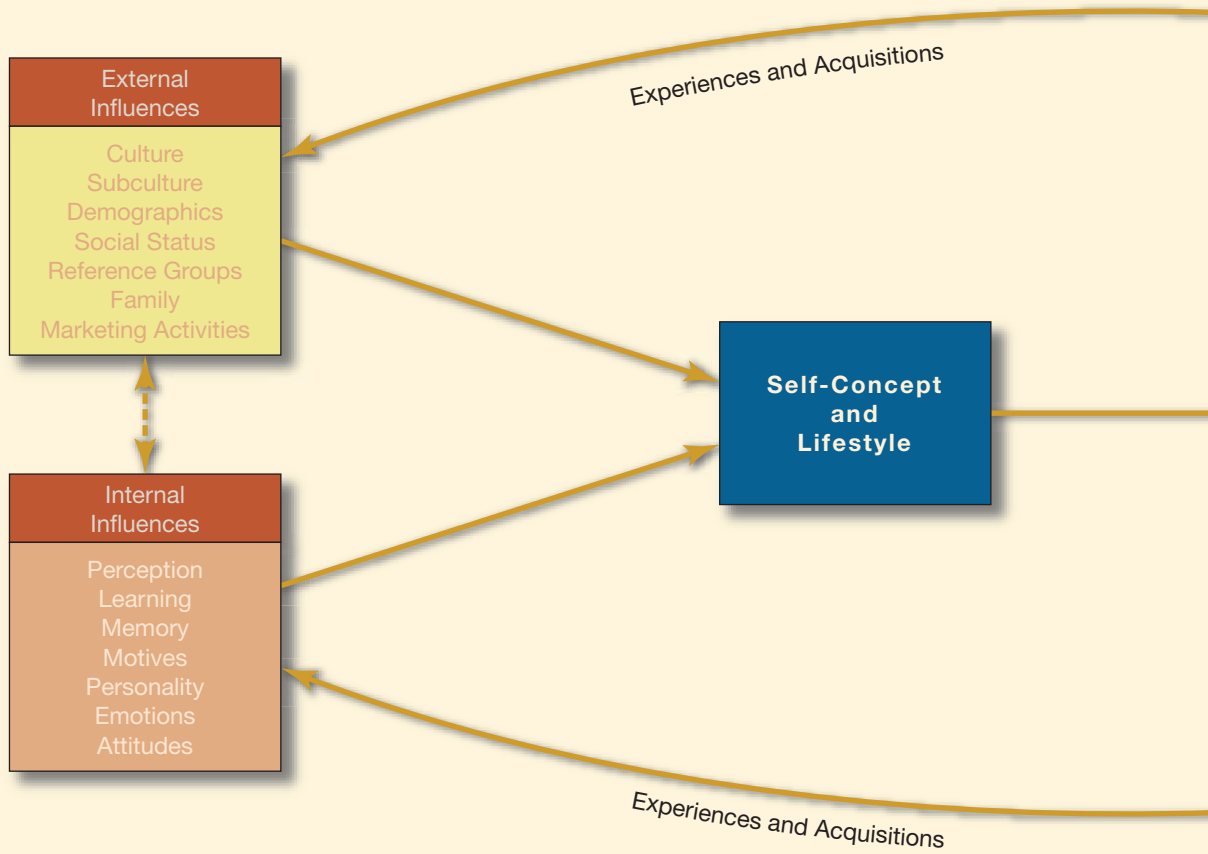 Experiences and Acquisitions
External
Influences
Culture
Subculture
Demographics
Social Status
Reference Groups
Family
Marketing Activities
Self-Concept
and
Lifestyle
Internal
Influences
Perception
Learning
Memory
Motives
Personality
Emotions
Attitudes
Experiences and Acquisitions